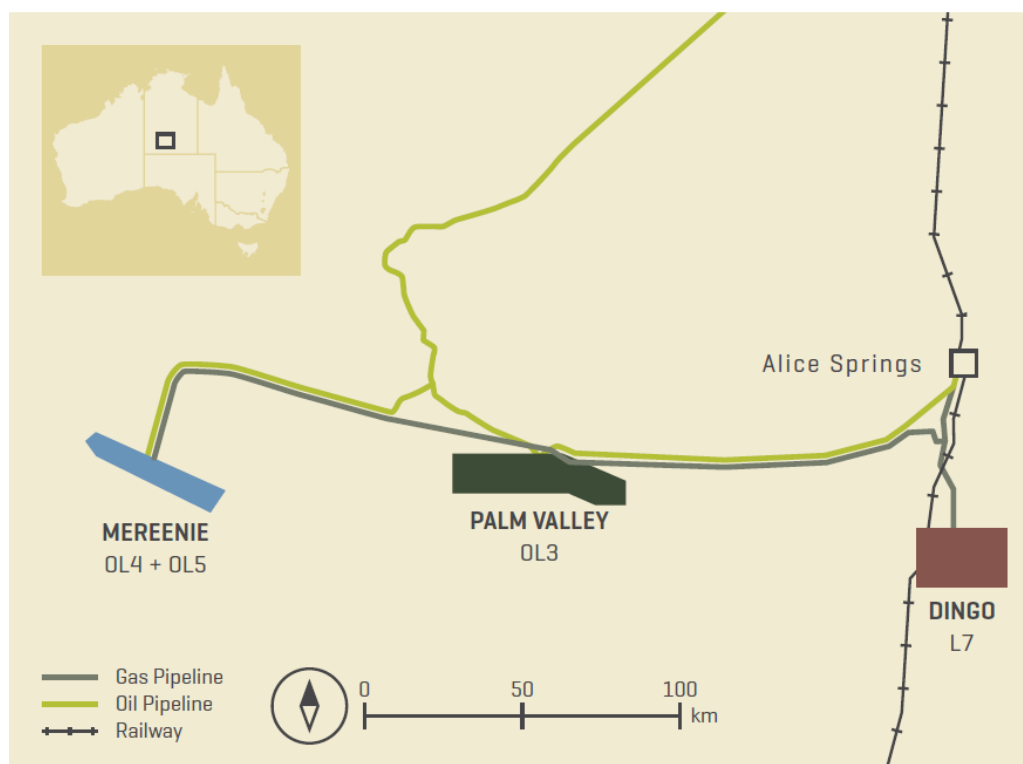 Alice Springs
MEREENIE
OL4 + OL5
PALM VALLEY
OL3
DINGO
L7
Gas Pipeline
Oil Pipeline
Railway
0 50 100
km